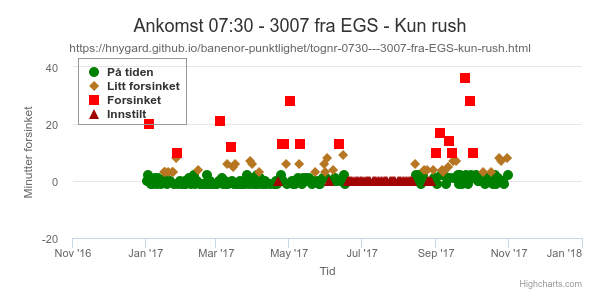 Ankomst 07:30 - 3007 fra EGS - Kun rush
https://hnygard.github.io/banenor-punktlighet/tognr-0730---3007-fra-EGS-kun-rush.html
På tiden
Litt forsinket
Forsinket
Innstilt
Minutter forsinket
40
20
0
-20
Nov '16
Jan '17
Mar '17
May '17
Jul '17
Sep '17
Nov '17
Jan '18
Tid
Highcharts.com